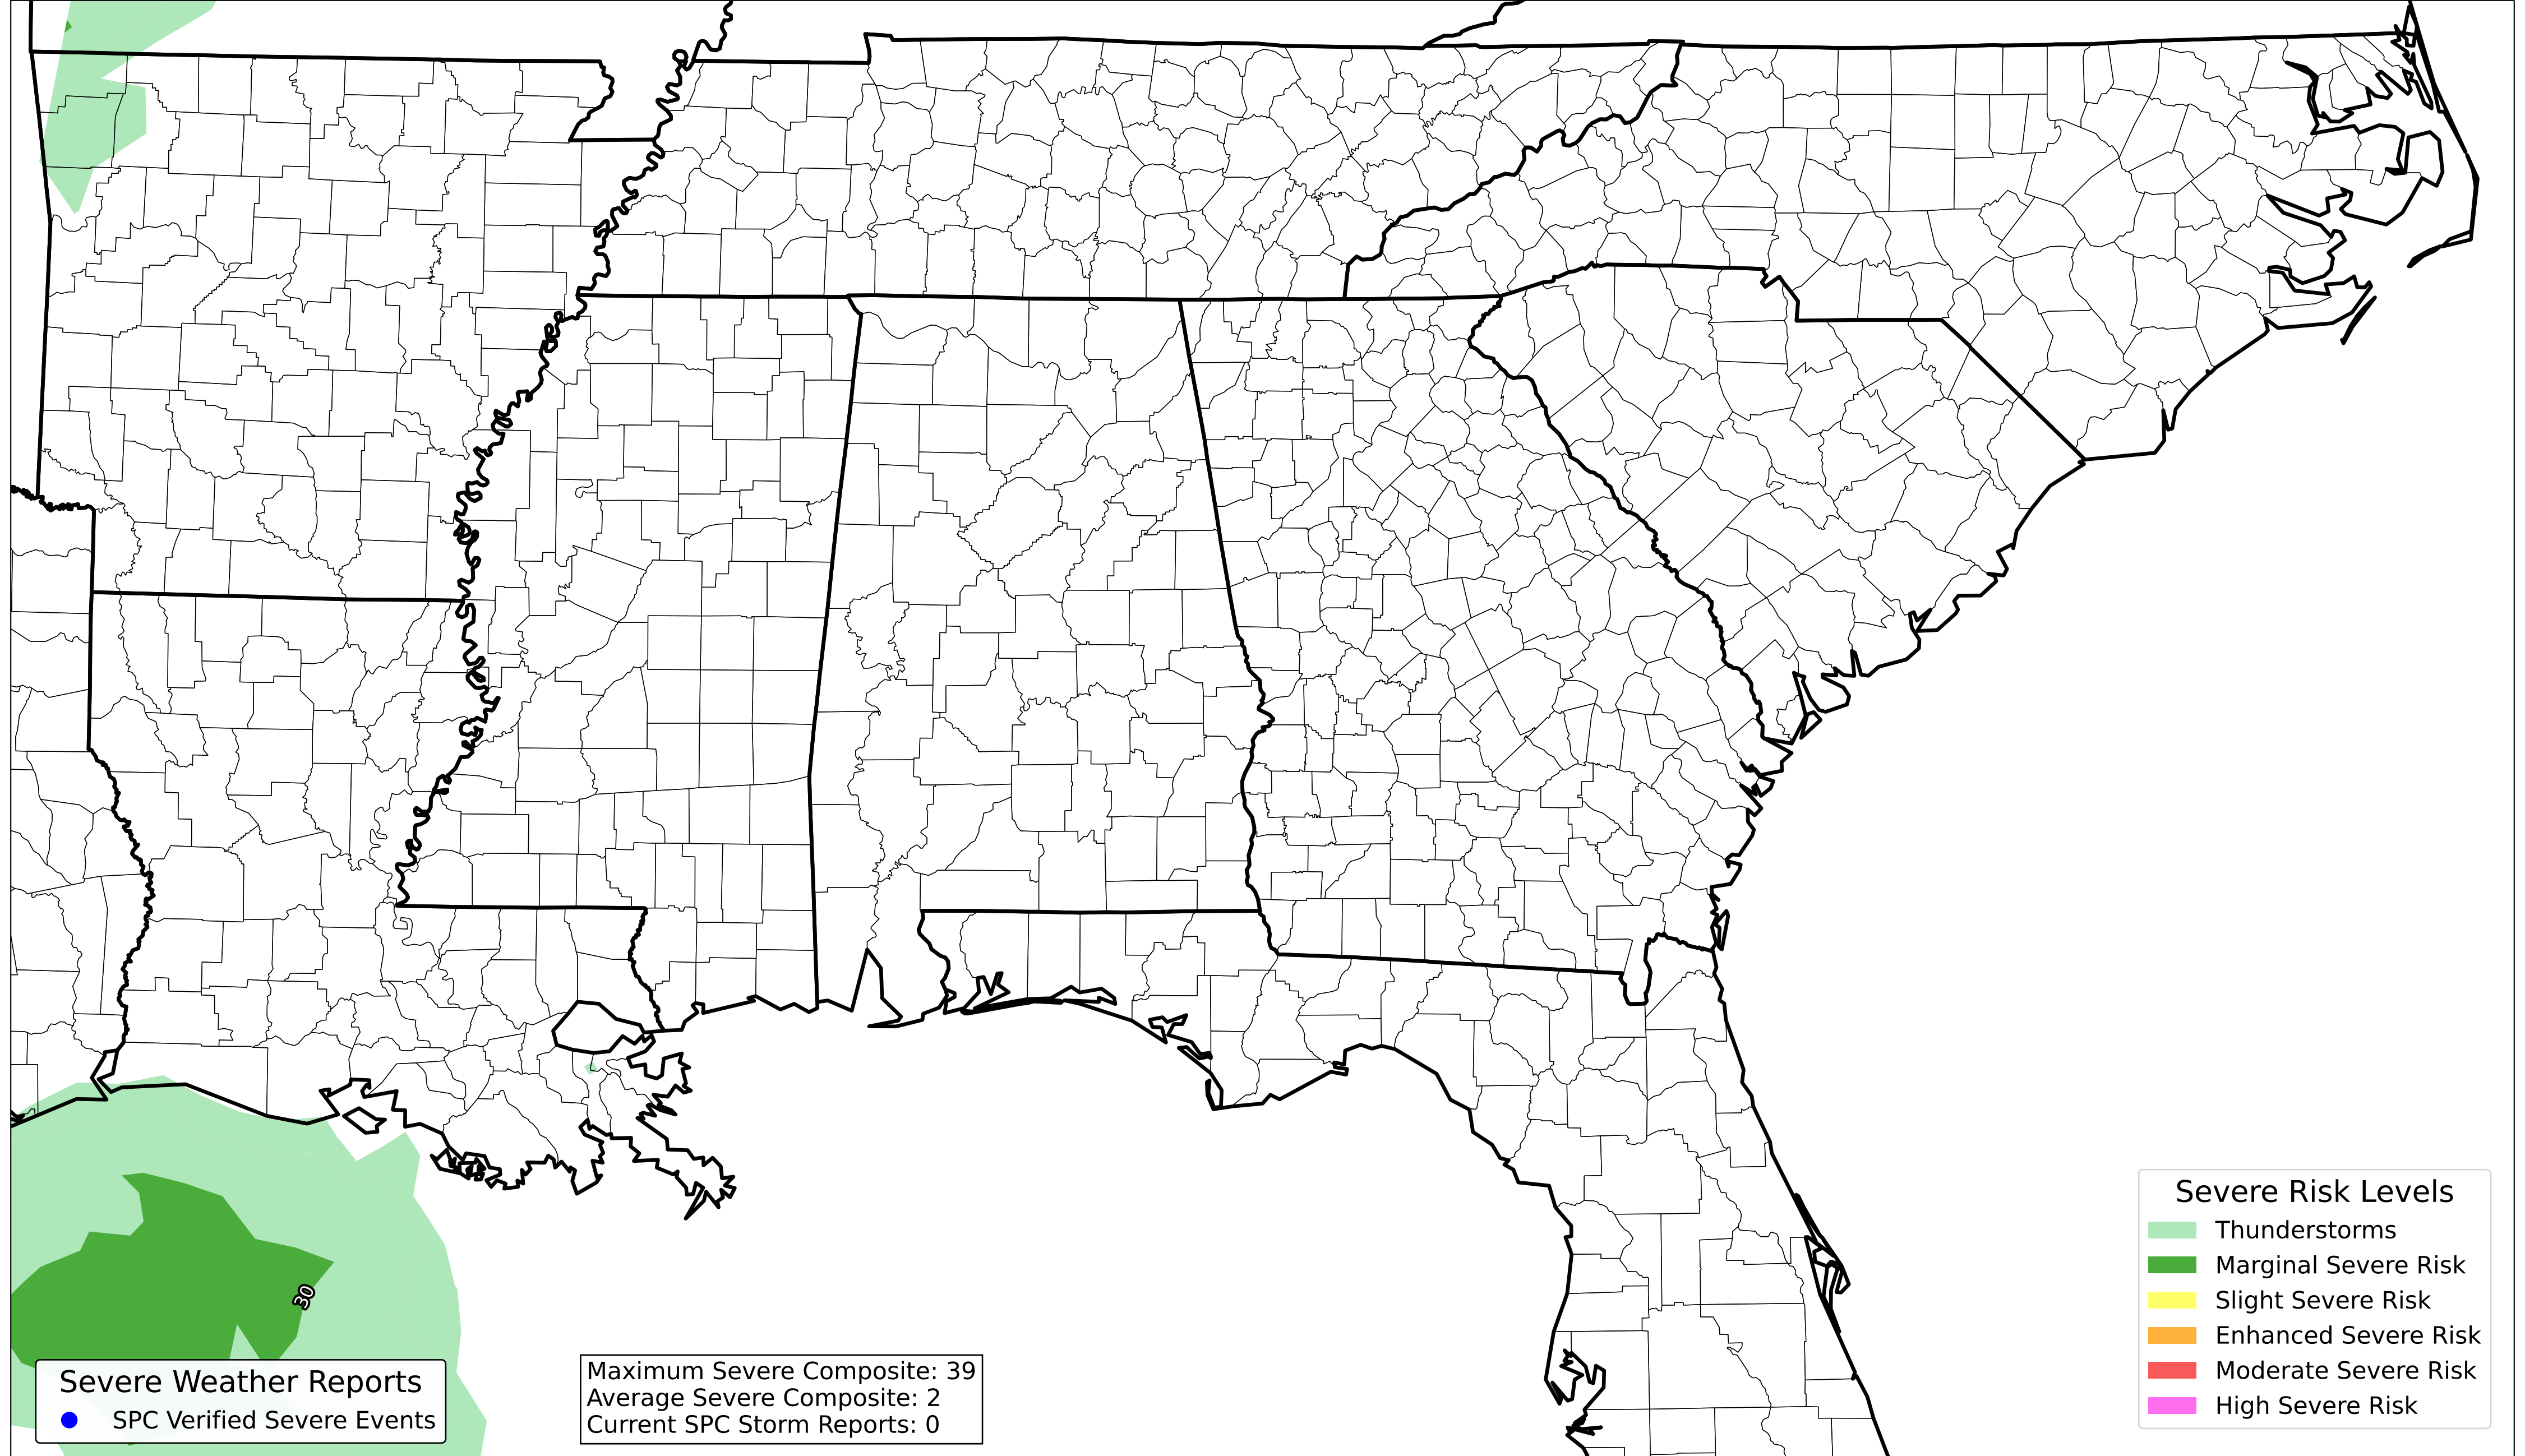 30
Severe Weather Reports
SPC Verified Severe Events
Maximum Severe Composite: 39
Average Severe Composite: 2
Current SPC Storm Reports: 0
Severe Risk Levels
Thunderstorms
Marginal Severe Risk
Slight Severe Risk
Enhanced Severe Risk
Moderate Severe Risk
High Severe Risk